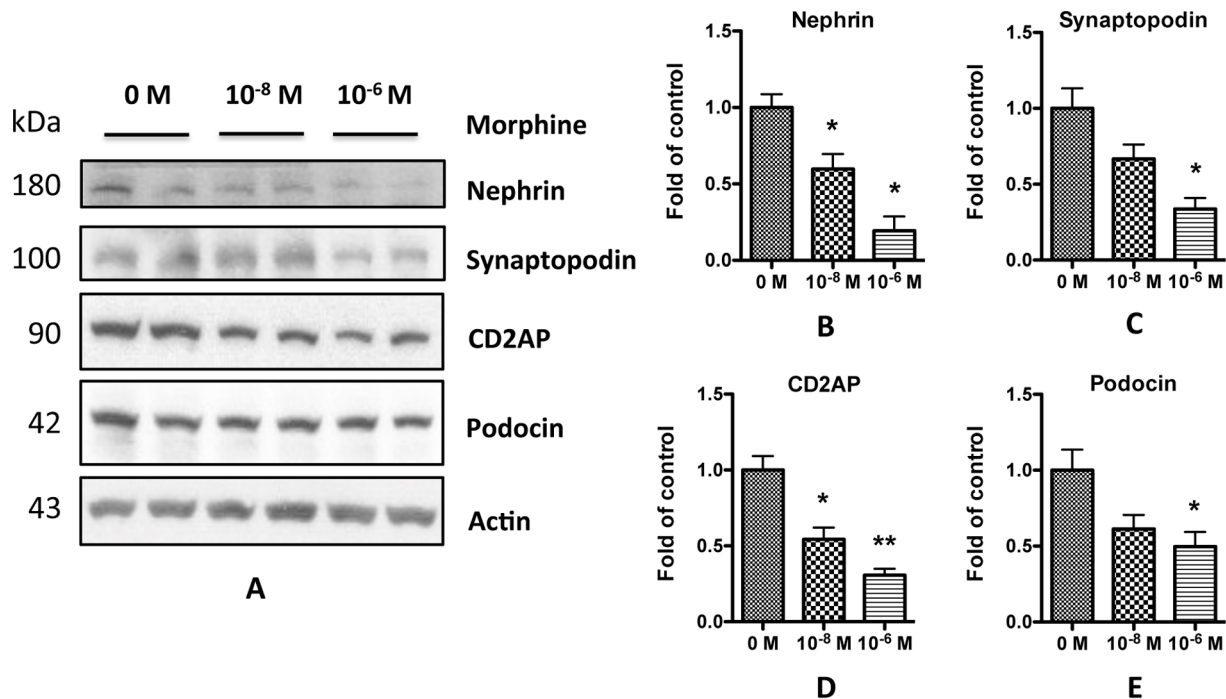 0 M 10⁻⁸ M 10⁻⁶ M
kDa
Morphine
180 Nephrin
100 Synaptopodin
90 CD2AP
42 Podocin
43 Actin
A
Nephrin
Fold of control
1.5
1.0
0.5
0.0
*
*
0 M 10⁻⁸ M 10⁻⁶ M
B
Synaptopodin
Fold of control
1.5
1.0
0.5
0.0
*
0 M 10⁻⁸ M 10⁻⁶ M
C
CD2AP
Fold of control
1.5
1.0
0.5
0.0
*
**
0 M 10⁻⁸ M 10⁻⁶ M
D
Podocin
Fold of control
1.5
1.0
0.5
0.0
*
0 M 10⁻⁸ M 10⁻⁶ M
E